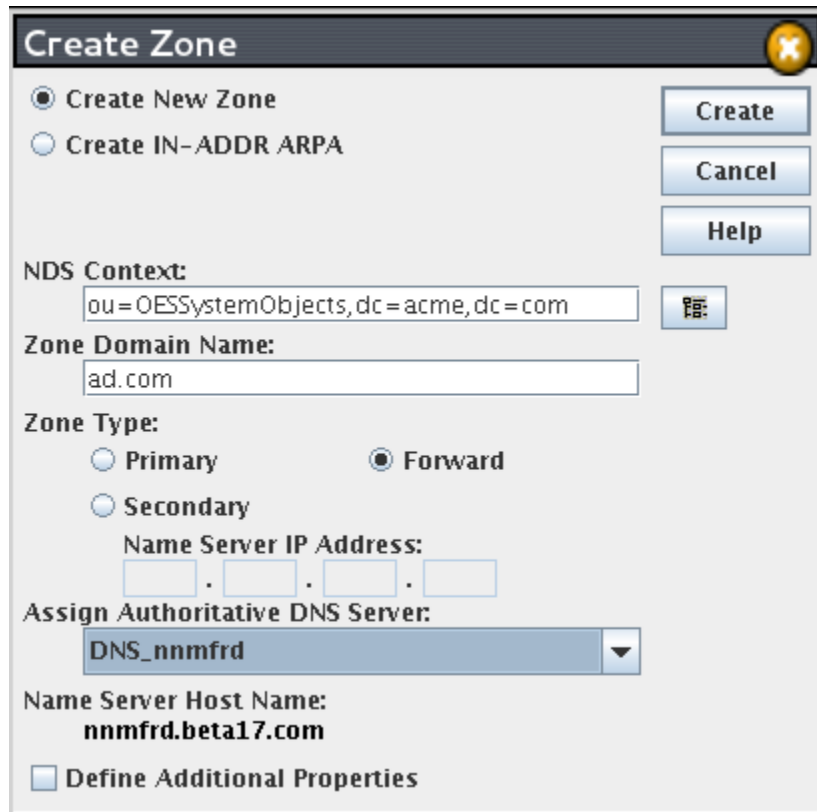 Create Zone
Create New Zone
Create
Create IN-ADDR ARPA
Cancel
Help
NDS Context:
ou=OESSystemObjects,dc=acme,dc=com
Zone Domain Name:
ad.com
Zone Type:
Primary Forward
Secondary
Name Server IP Address:
. . .
Assign Authoritative DNS Server:
DNS_nnmfrd
Name Server Host Name:
nnmfrd.beta17.com
Define Additional Properties